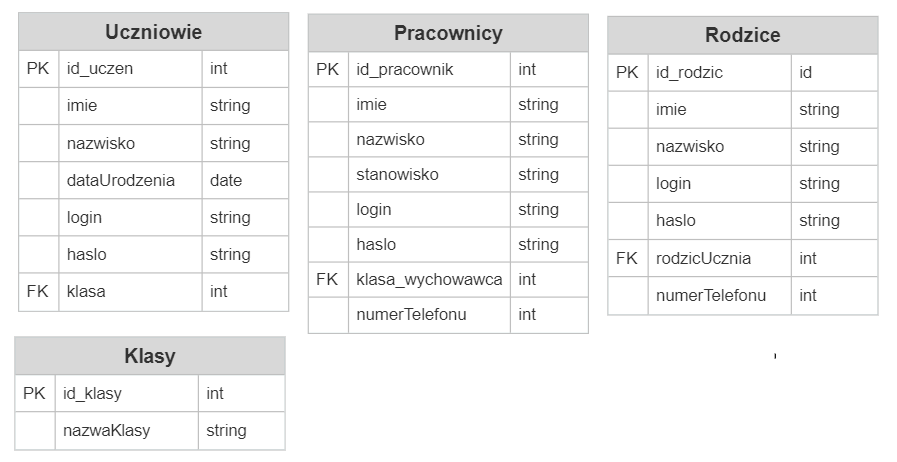 Uczniowie
PK id_uczen int
imie string
nazwisko string
dataUrodzenia date
login string
haslo string
FK klasa int
Pracownicy
PK id_pracownik int
imie string
nazwisko string
stanowisko string
login string
haslo string
FK klasa_wychowawca int
numerTelefonu int
Rodzice
PK id_rodzic id
imie string
nazwisko string
login string
haslo string
FK rodzicUcznia int
numerTelefonu int
Klasy
PK id_klasy int
nazwaKlasy string